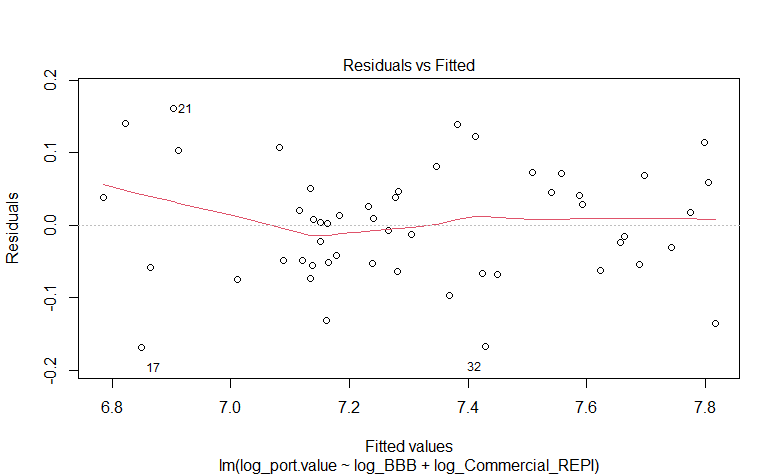 Residuals vs Fitted
Residuals
0.2
0.1
0.0
-0.1
-0.2
21
17
32
6.8 7.0 7.2 7.4 7.6 7.8
Fitted values
lm(log_port.value ~ log_BBB + log_Commercial_REPI)